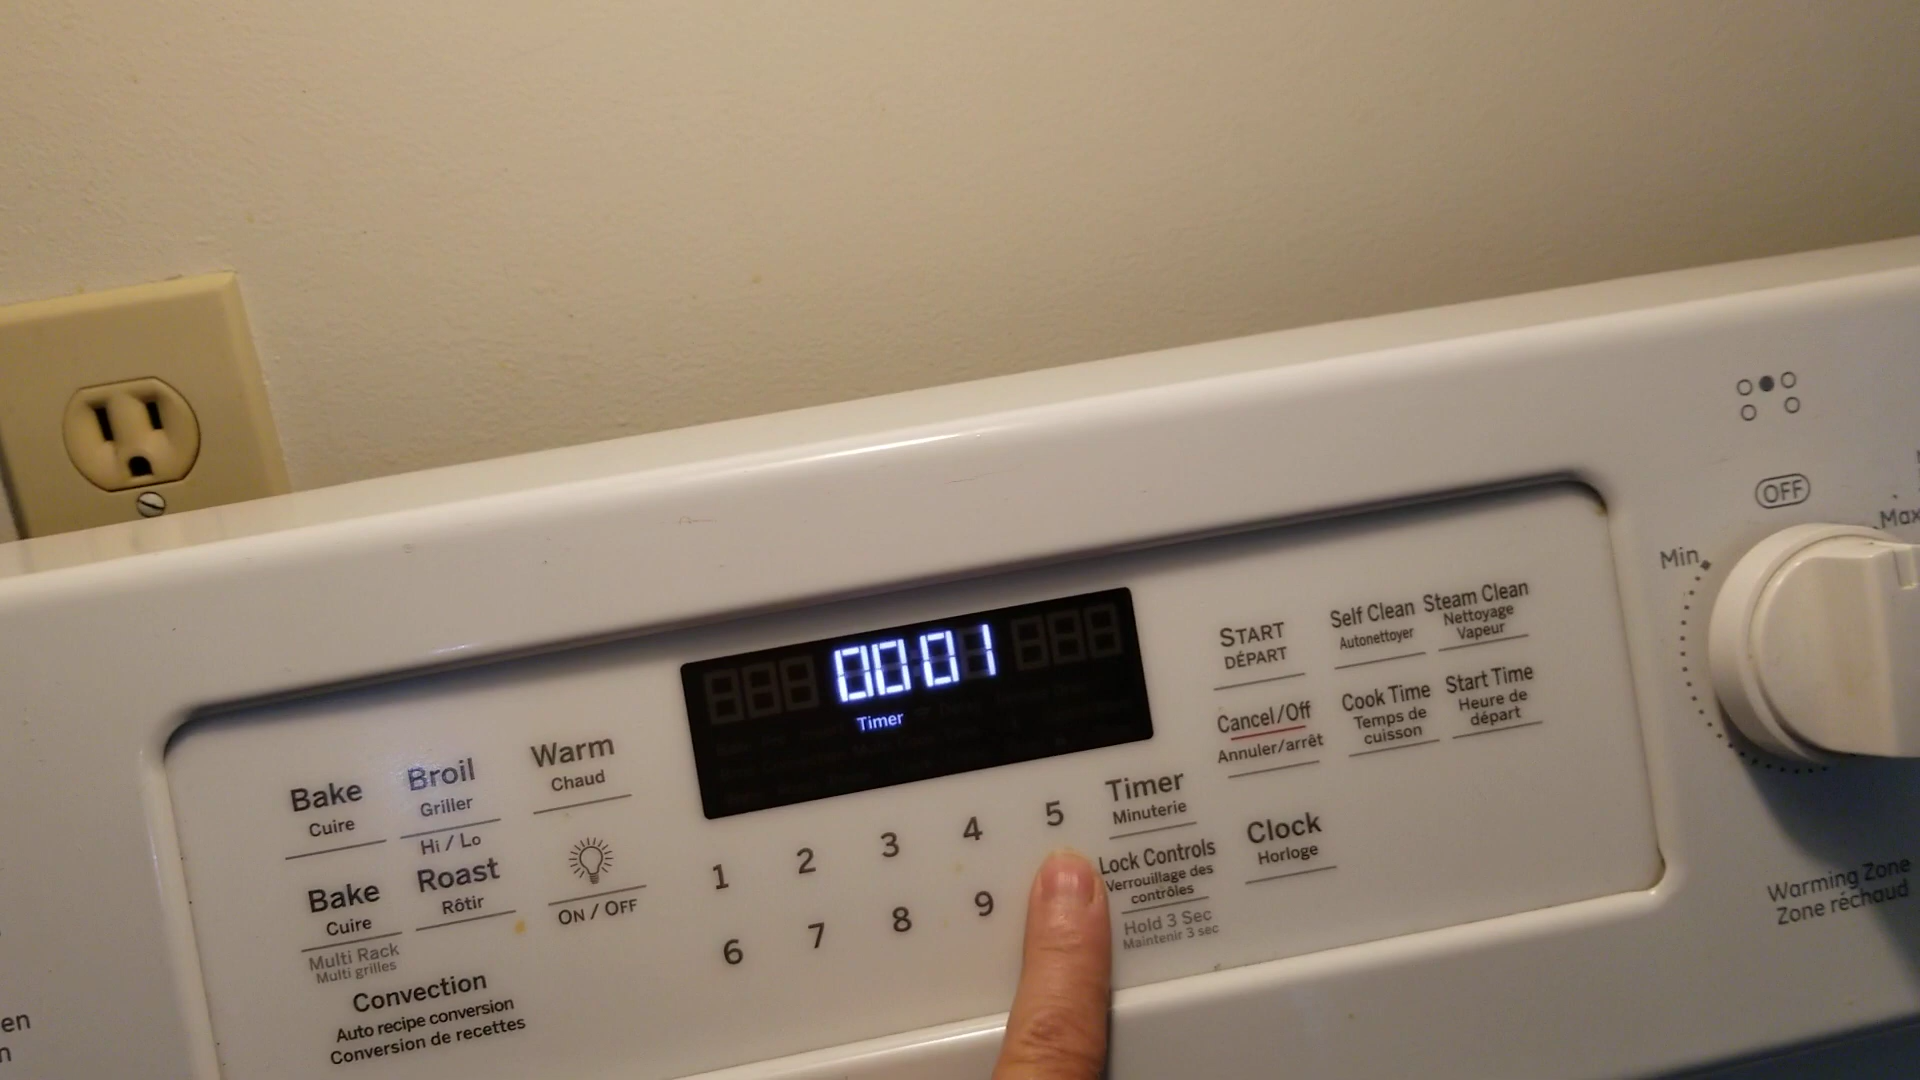 OFF
Max
Min
00 01
Timer
START
DÉPART
Self Clean
Autonettoyer
Steam Clean
Nettoyage
Vapeur
Cancel/Off
Annuler/arrêt
Cook Time
Temps de
cuisson
Start Time
Heure de
départ
Bake
Cuire
Broil
Griller
Hi / Lo
Warm
Chaud
Bake
Cuire
Multi Rack
Multi grilles
Roast
Rôtir
ON / OFF
Convection
Auto recipe conversion
Conversion de recettes
1 2 3 4 5
6 7 8 9
Timer
Minuterie
Lock Controls
Verrouillage des
contrôles
Hold 3 Sec
Maintenir 3 sec
Clock
Horloge
Warming Zone
Zone réchaud